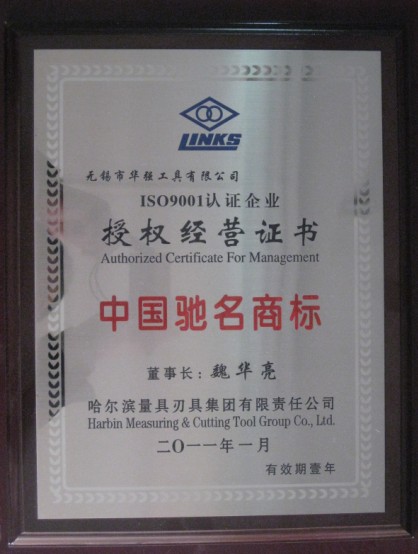 LINKS
无锡市华强工具有限公司
ISO9001认证企业
授权经营证书
Authorized Certificate For Management
中国驰名商标
董事长：魏华亮
哈尔滨量具刃具集团有限责任公司
Harbin Measuring & Cutting Tool Group Co., Ltd.
二〇一一年一月
有效期壹年